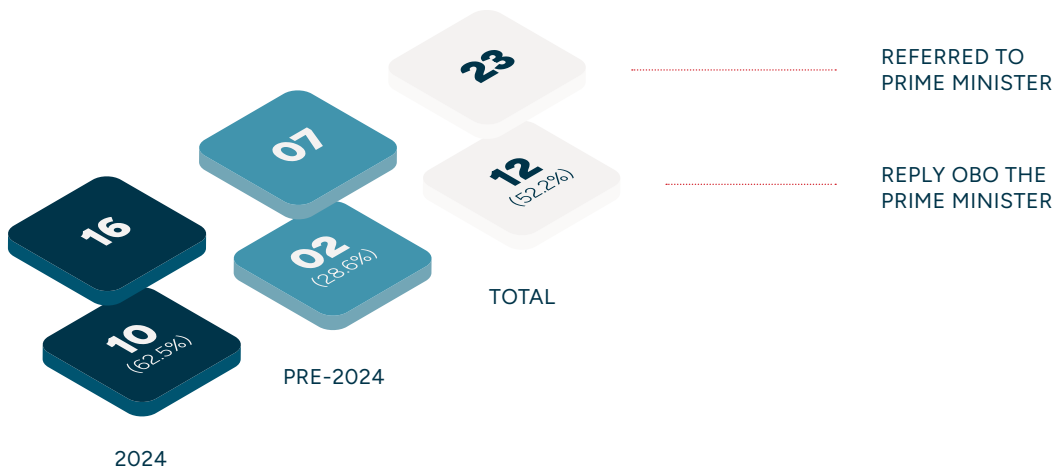 23
REFERRED TO
PRIME MINISTER
07
12
(52.2%)
REPLY OBO THE
PRIME MINISTER
16
02
(28.6%)
TOTAL
10
(62.5%)
PRE-2024
2024